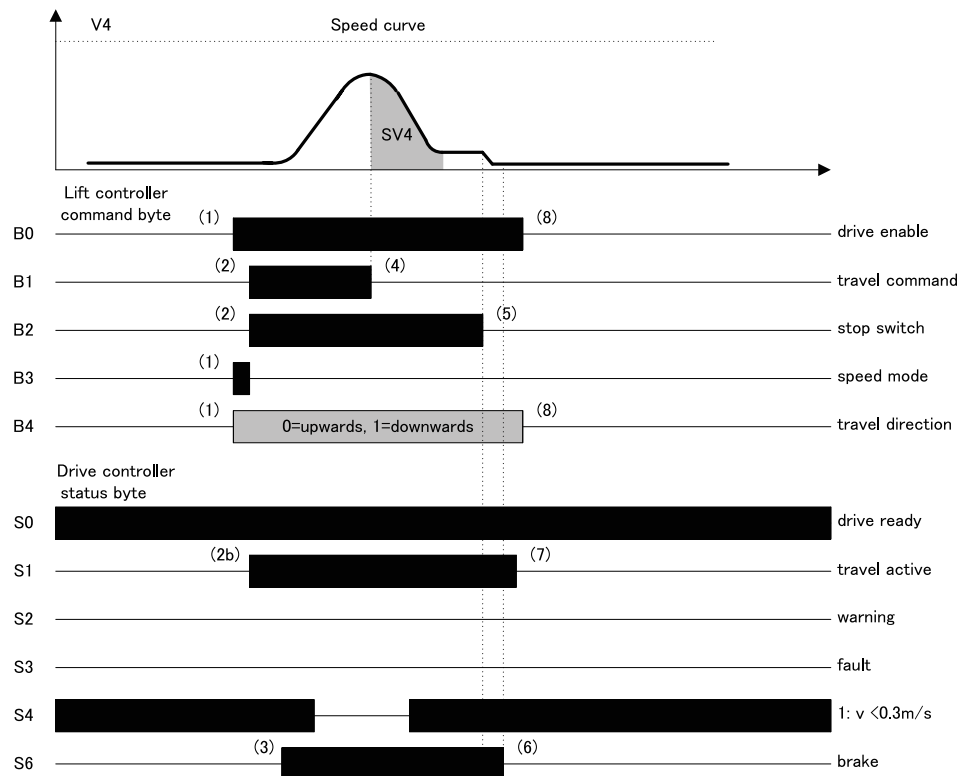 V4
Speed curve
SV4
Lift controller
command byte
(1)
(8)
B0
drive enable
(2)
(4)
B1
travel command
(2)
(5)
B2
stop switch
(1)
B3
speed mode
(1)
(8)
B4
0=upwards, 1=downwards
travel direction
Drive controller
status byte
S0
drive ready
(2b)
(7)
S1
travel active
S2
warning
S3
fault
S4
1: v <0.3m/s
(3)
(6)
S6
brake